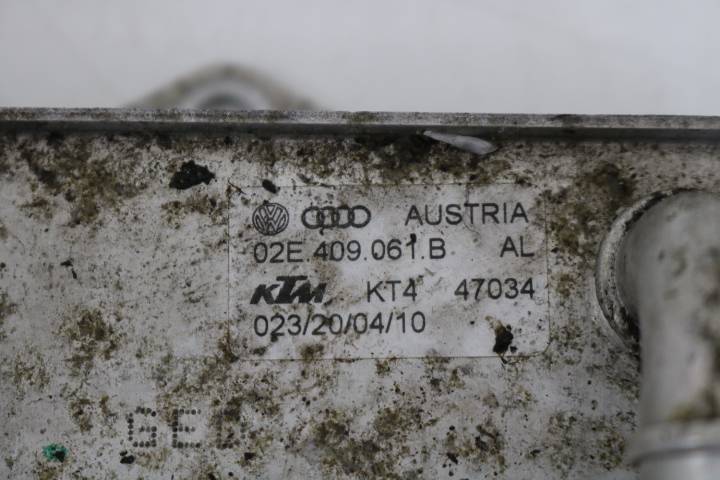 AUSTRIA
02E 409.061.B AL
KTM KT4 47034
023/20/04/10